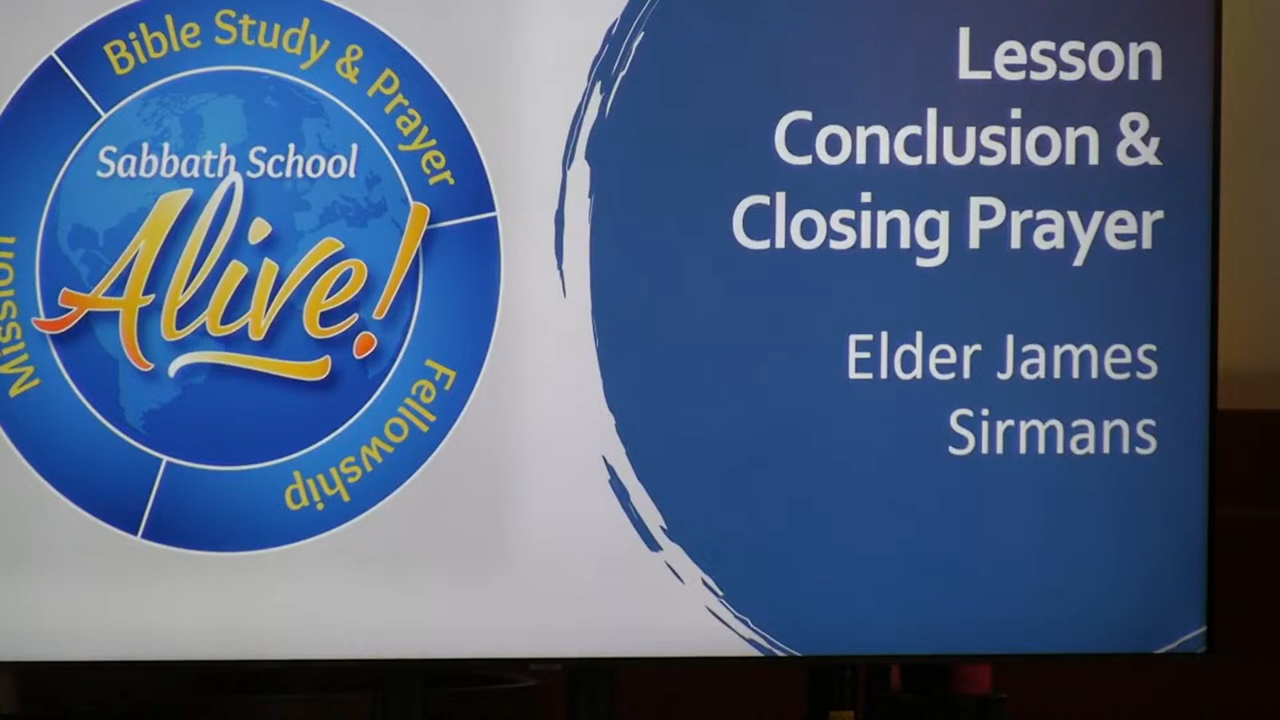 Bible Study & Prayer
Sabbath School
Alive!
Mission
Fellowship
Lesson
Conclusion &
Closing Prayer
Elder James
Sirmans